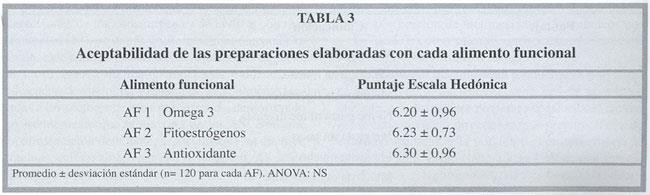 TABLA 3
Aceptabilidad de las preparaciones elaboradas con cada alimento funcional
Alimento funcional Puntaje Escala Hedónica
AF 1 Omega 3 6.20 ± 0,96
AF 2 Fitoestrógenos 6.23 ± 0,73
AF 3 Antioxidante 6.30 ± 0,96
Promedio ± desviación estándar (n= 120 para cada AF). ANOVA: NS